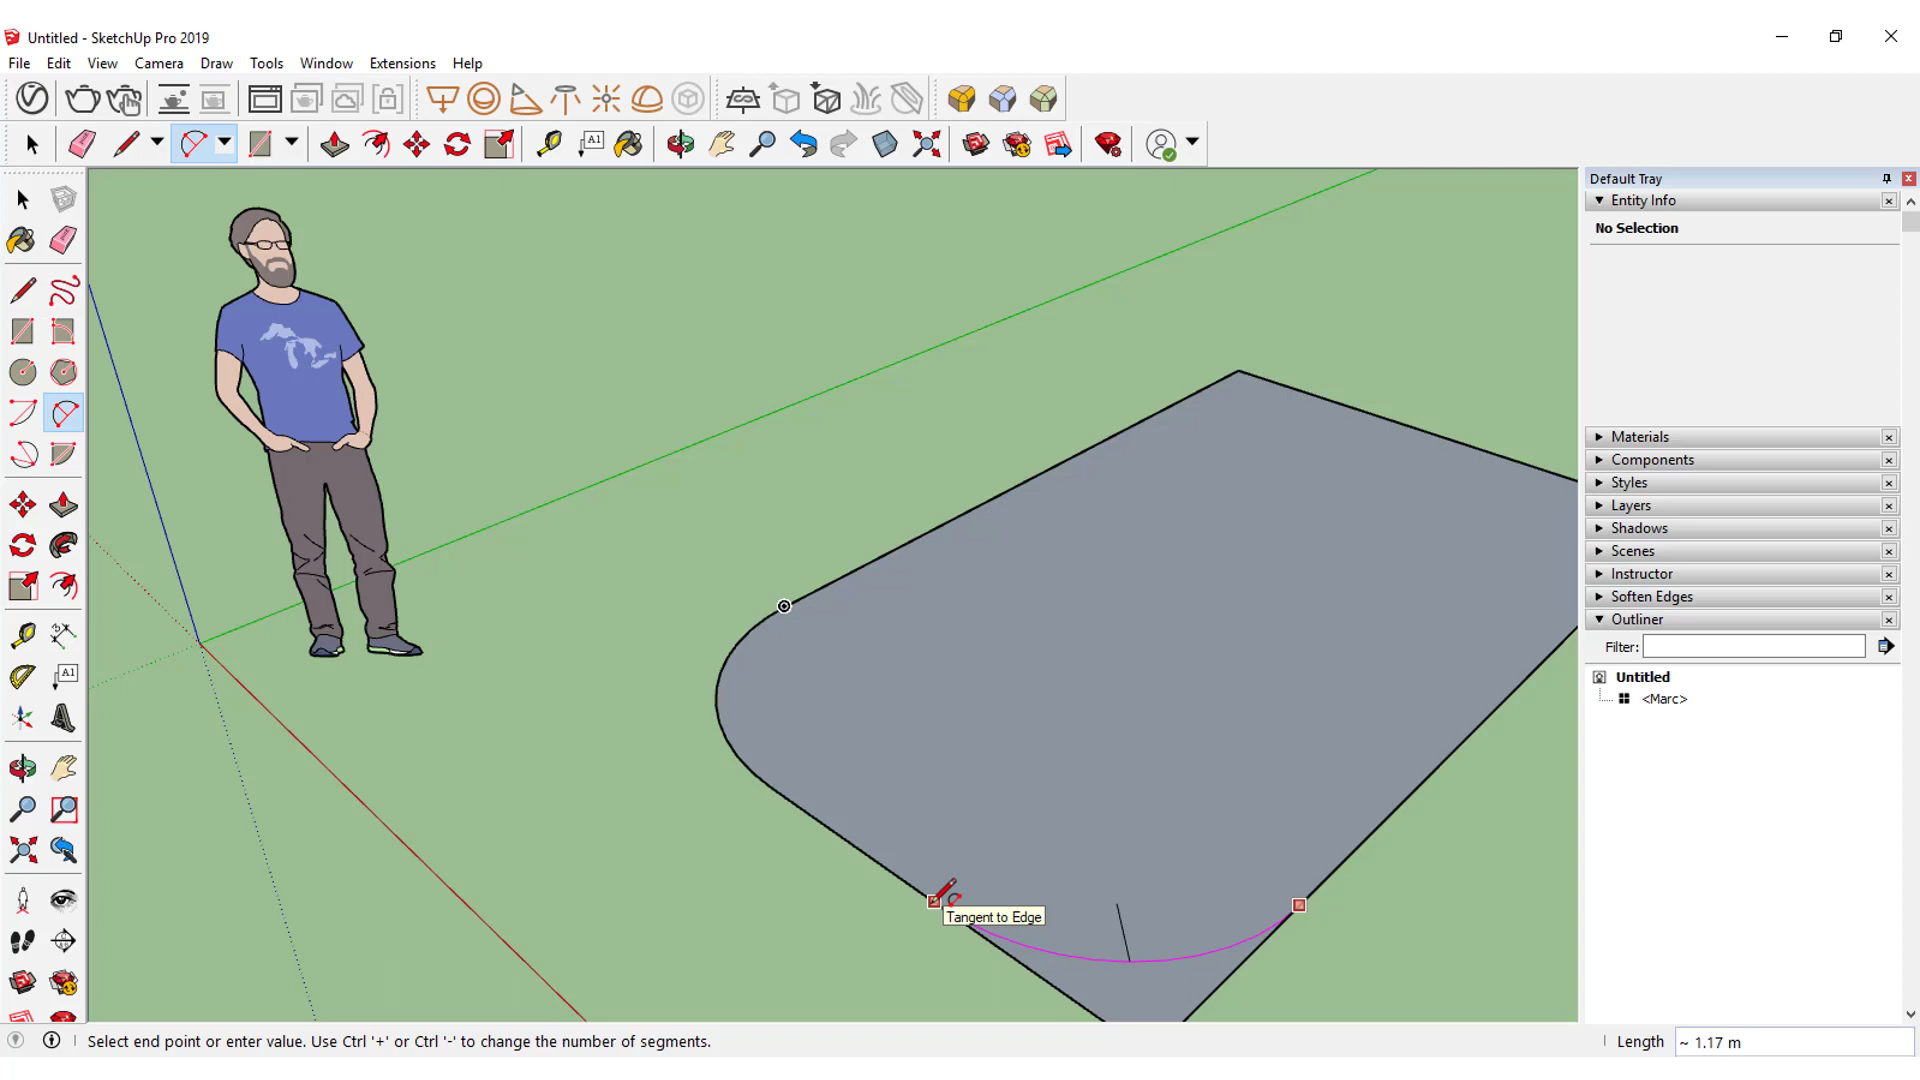 Untitled - SketchUp Pro 2019
File Edit View Camera Draw Tools Window Extensions Help
A1
Default Tray
Entity Info
No Selection
Materials
Components
Styles
Layers
Shadows
Scenes
Instructor
Soften Edges
Outliner
Filter:
Untitled
<Marc>
A1
Tangent to Edge
Select end point or enter value. Use Ctrl '+' or Ctrl '-' to change the number of segments.
Length ~ 1.17 m